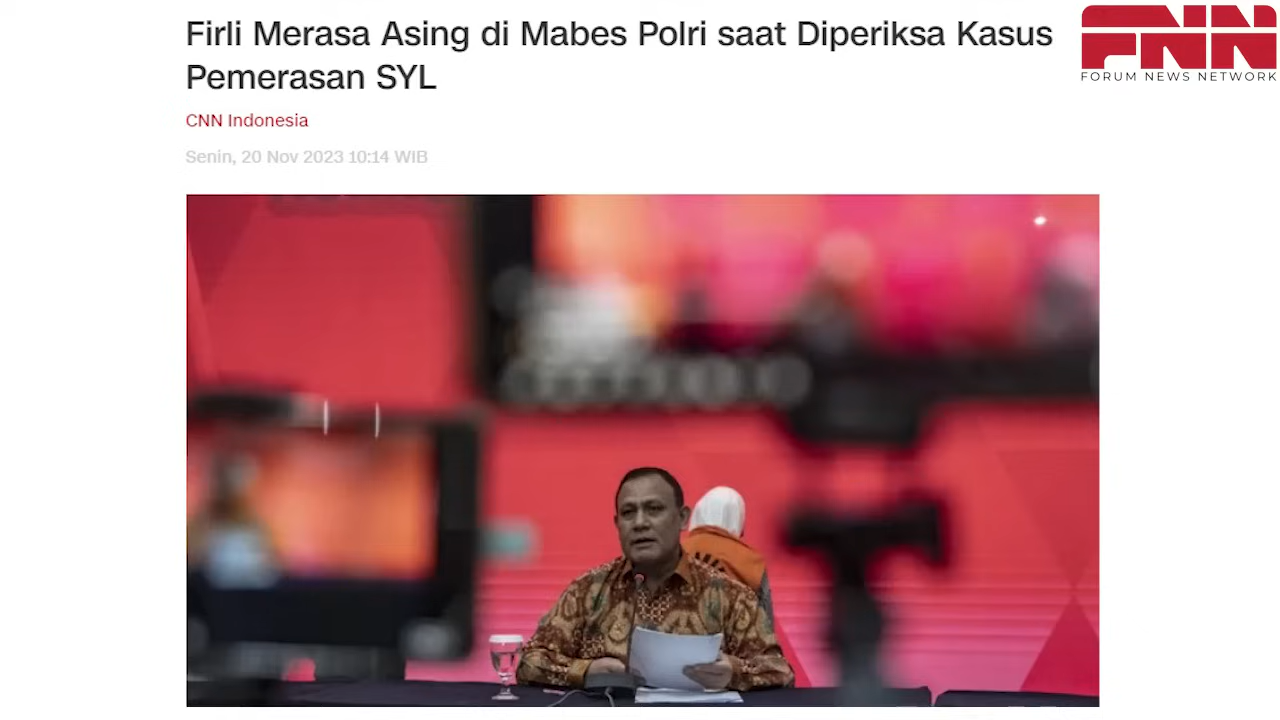 Firli Merasa Asing di Mabes Polri saat Diperiksa Kasus
Pemerasan SYL
CNN Indonesia
Senin, 20 Nov 2023 10:14 WIB
FNN
FORUM NEWS NETWORK